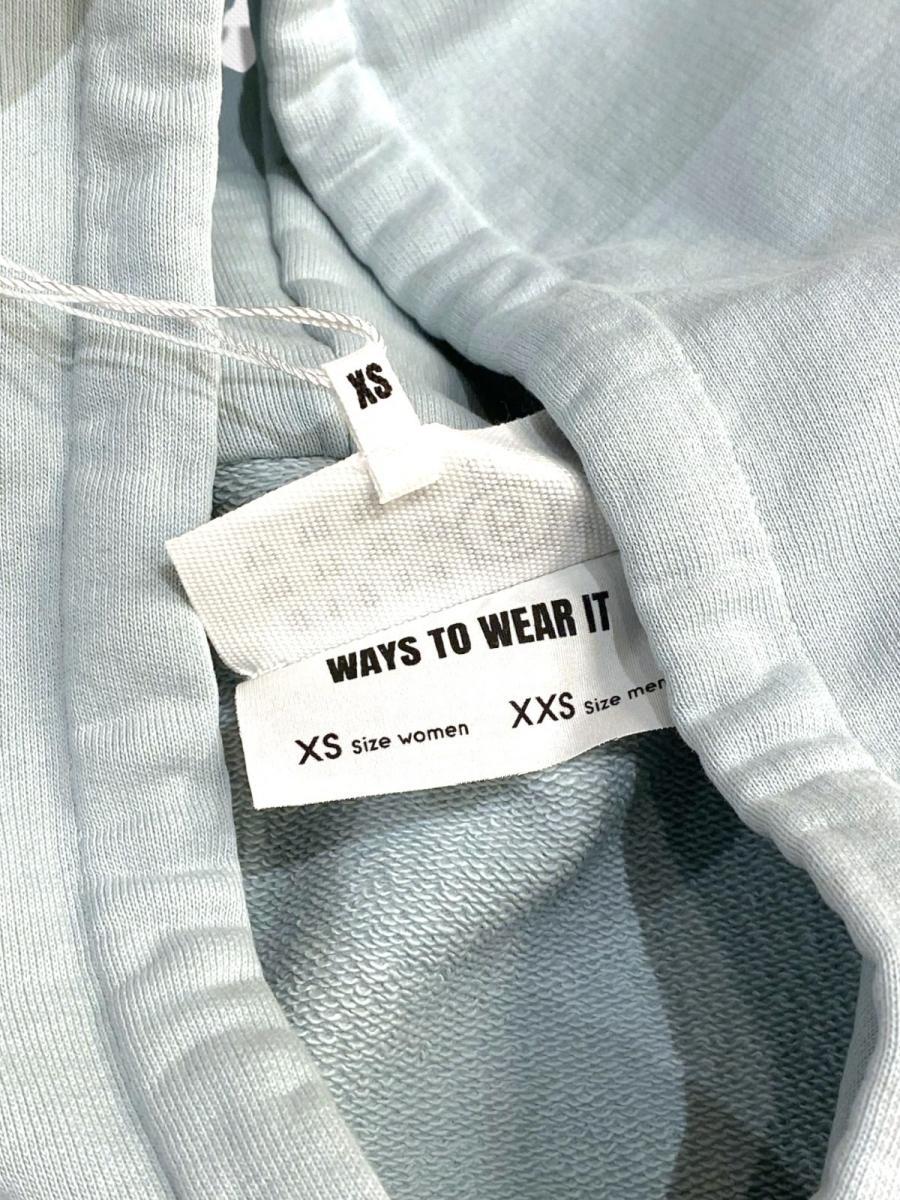 XS
WAYS TO WEAR IT
XS Size women XXS Size men